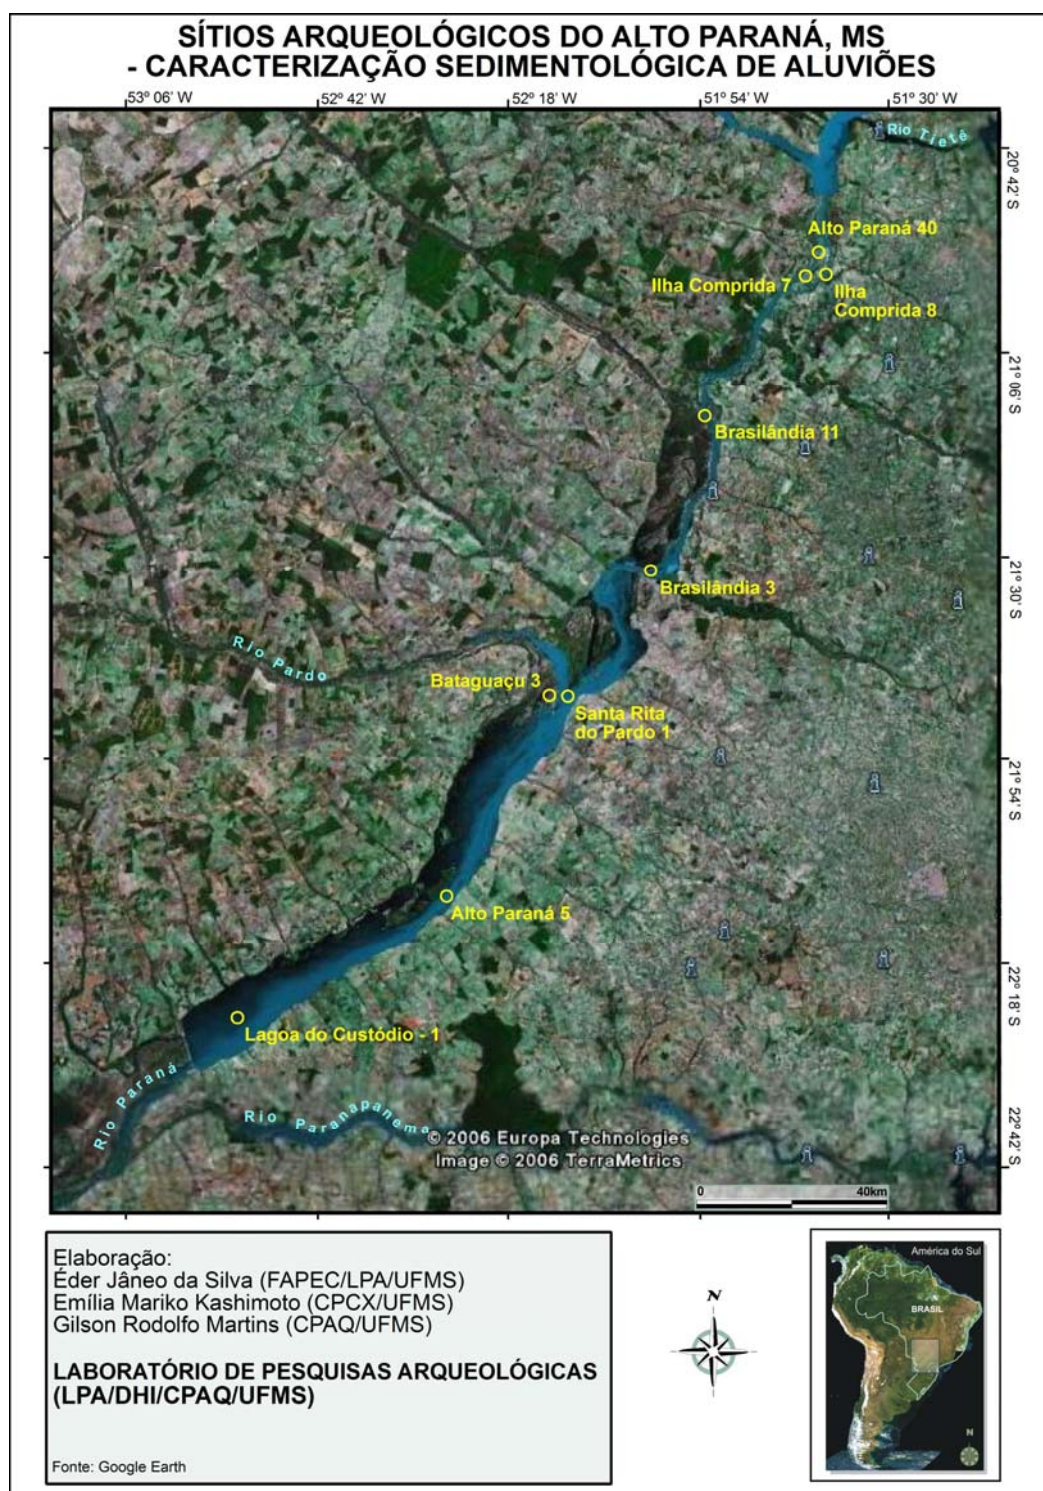 SÍTIOS ARQUEOLÓGICOS DO ALTO PARANÁ, MS
- CARACTERIZAÇÃO SEDIMENTOLÓGICA DE ALUVIÕES
53º 06' W
52º 42' W
52º 18' W
51º 54' W
51º 30' W
Rio Tietê
20º 42' S
Alto Paraná 40
Ilha Comprida 7
Ilha
Comprida 8
21º 06' S
Brasilândia 11
21º 30' S
Brasilândia 3
Rio Pardo
Bataguaçu 3
Santa Rita
do Pardo 1
21º 54' S
Alto Paraná 5
22º 18' S
Lagoa do Custódio - 1
Rio Paraná
Rio Paranapanema
22º 42' S
© 2006 Europa Technologies
Image © 2006 TerraMetrics
0 40km
Elaboração:
Éder Jâneo da Silva (FAPEC/LPA/UFMS)
Emília Mariko Kashimoto (CPCX/UFMS)
Gilson Rodolfo Martins (CPAQ/UFMS)
LABORATÓRIO DE PESQUISAS ARQUEOLÓGICAS
(LPA/DHI/CPAQ/UFMS)
Fonte: Google Earth
N
América do Sul
BRASIL
N